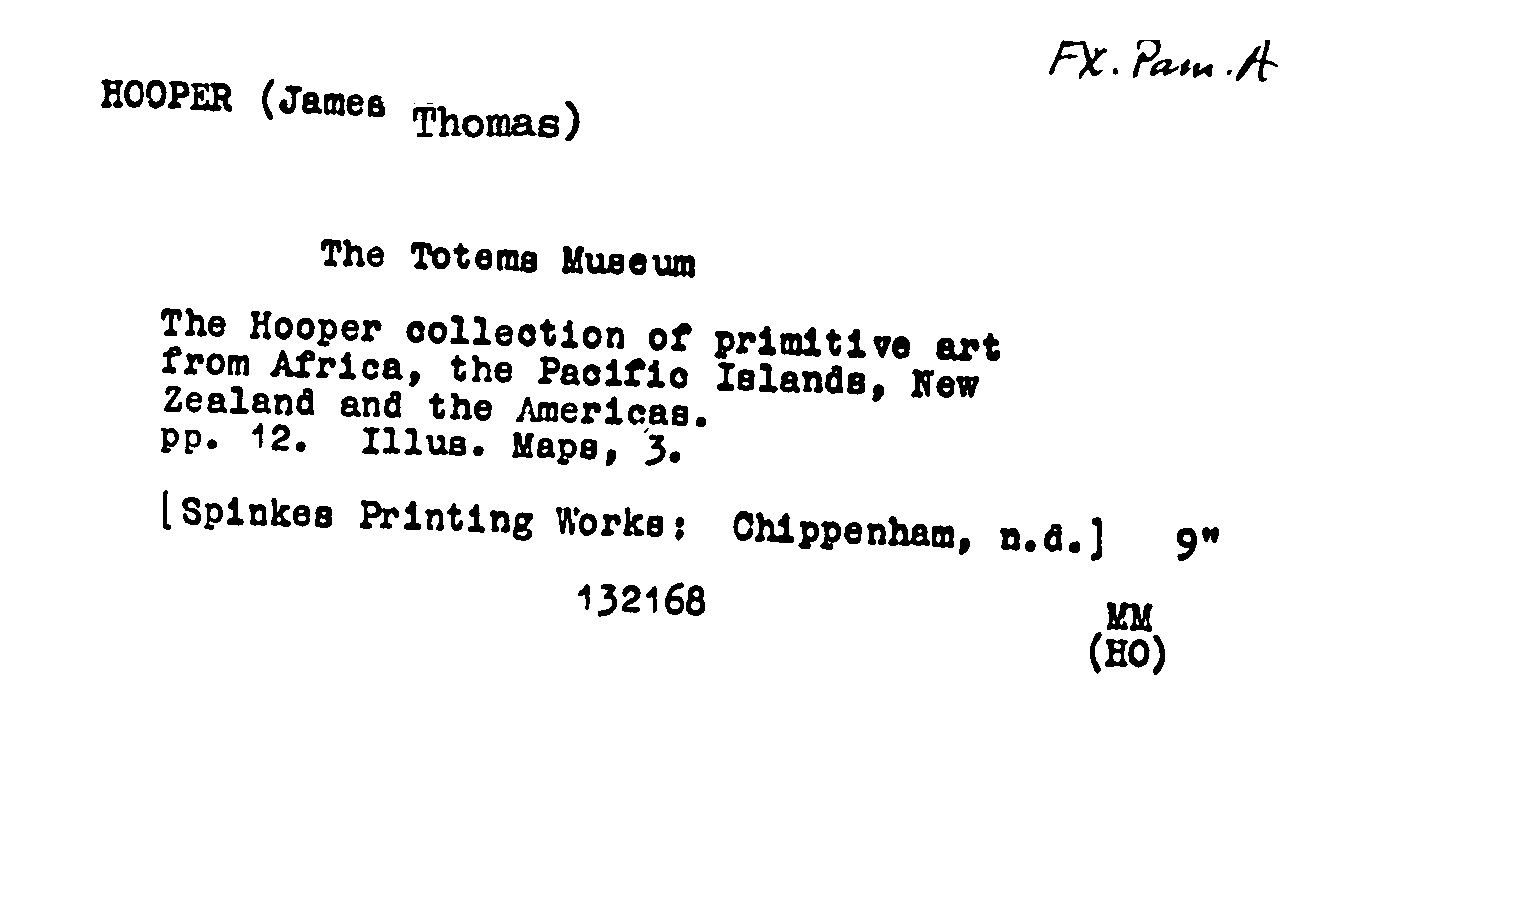 FX. Pam. A
HOOPER (James Thomas)
The Totems Museum
The Hooper collection of primitive art
from Africa, the Pacific Islands, New
Zealand and the Americas.
pp. 12. Illus. Maps, 3.
[Spinkes Printing Works: Chippenham, n.d.] 9"
132168
MM
(HO)